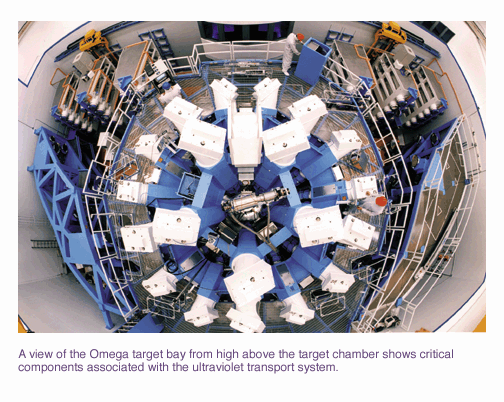 A view of the Omega target bay from high above the target chamber shows critical
components associated with the ultraviolet transport system.